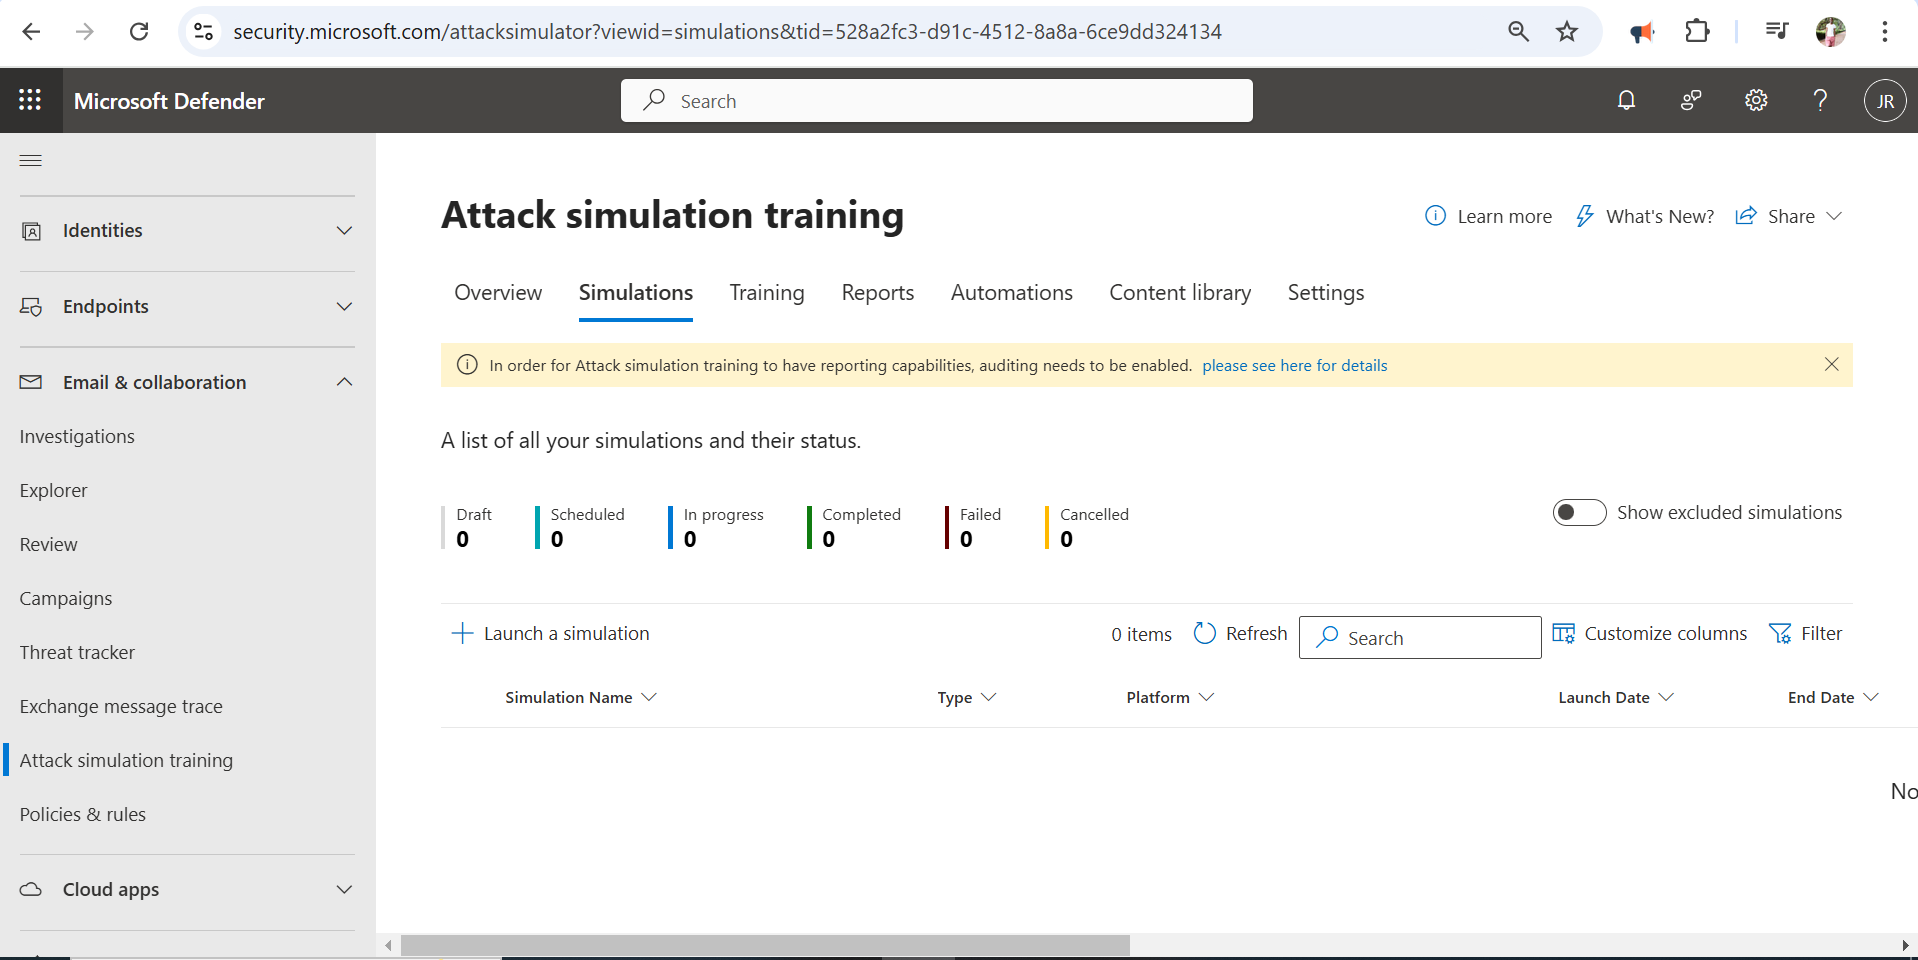 security.microsoft.com/attacksimulator?viewid=simulations&tid=528a2fc3-d91c-4512-8a8a-6ce9dd324134
Microsoft Defender
Search
JR
Identities
Endpoints
Email & collaboration
Investigations
Explorer
Review
Campaigns
Threat tracker
Exchange message trace
Attack simulation training
Policies & rules
Cloud apps
Attack simulation training
Learn more What's New? Share
Overview Simulations Training Reports Automations Content library Settings
In order for Attack simulation training to have reporting capabilities, auditing needs to be enabled. please see here for details
A list of all your simulations and their status.
Draft Scheduled In progress Completed Failed Cancelled
0 0 0 0 0 0
Show excluded simulations
Launch a simulation 0 items Refresh Search Customize columns Filter
Simulation Name Type Platform Launch Date End Date
No